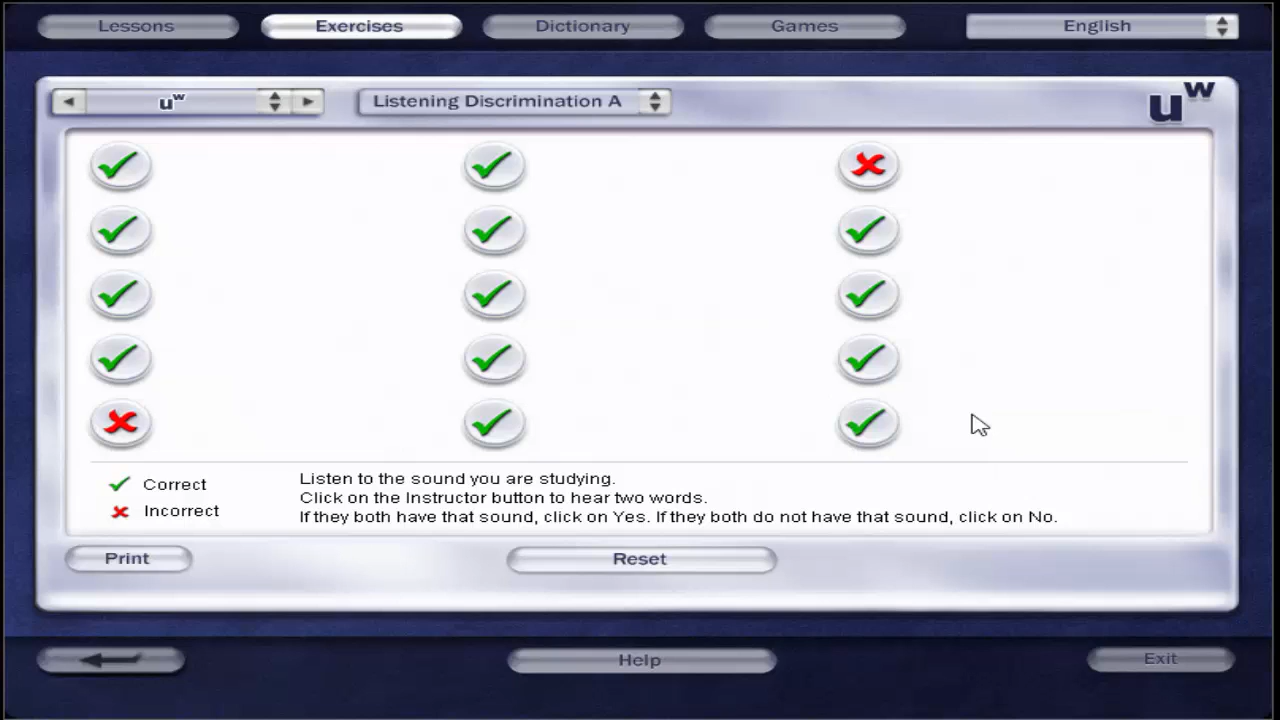 Lessons Exercises Dictionary Games English
uʷ Listening Discrimination A uʷ
Correct
Incorrect
Listen to the sound you are studying.
Click on the Instructor button to hear two words.
If they both have that sound, click on Yes. If they both do not have that sound, click on No.
Print Reset
Help Exit